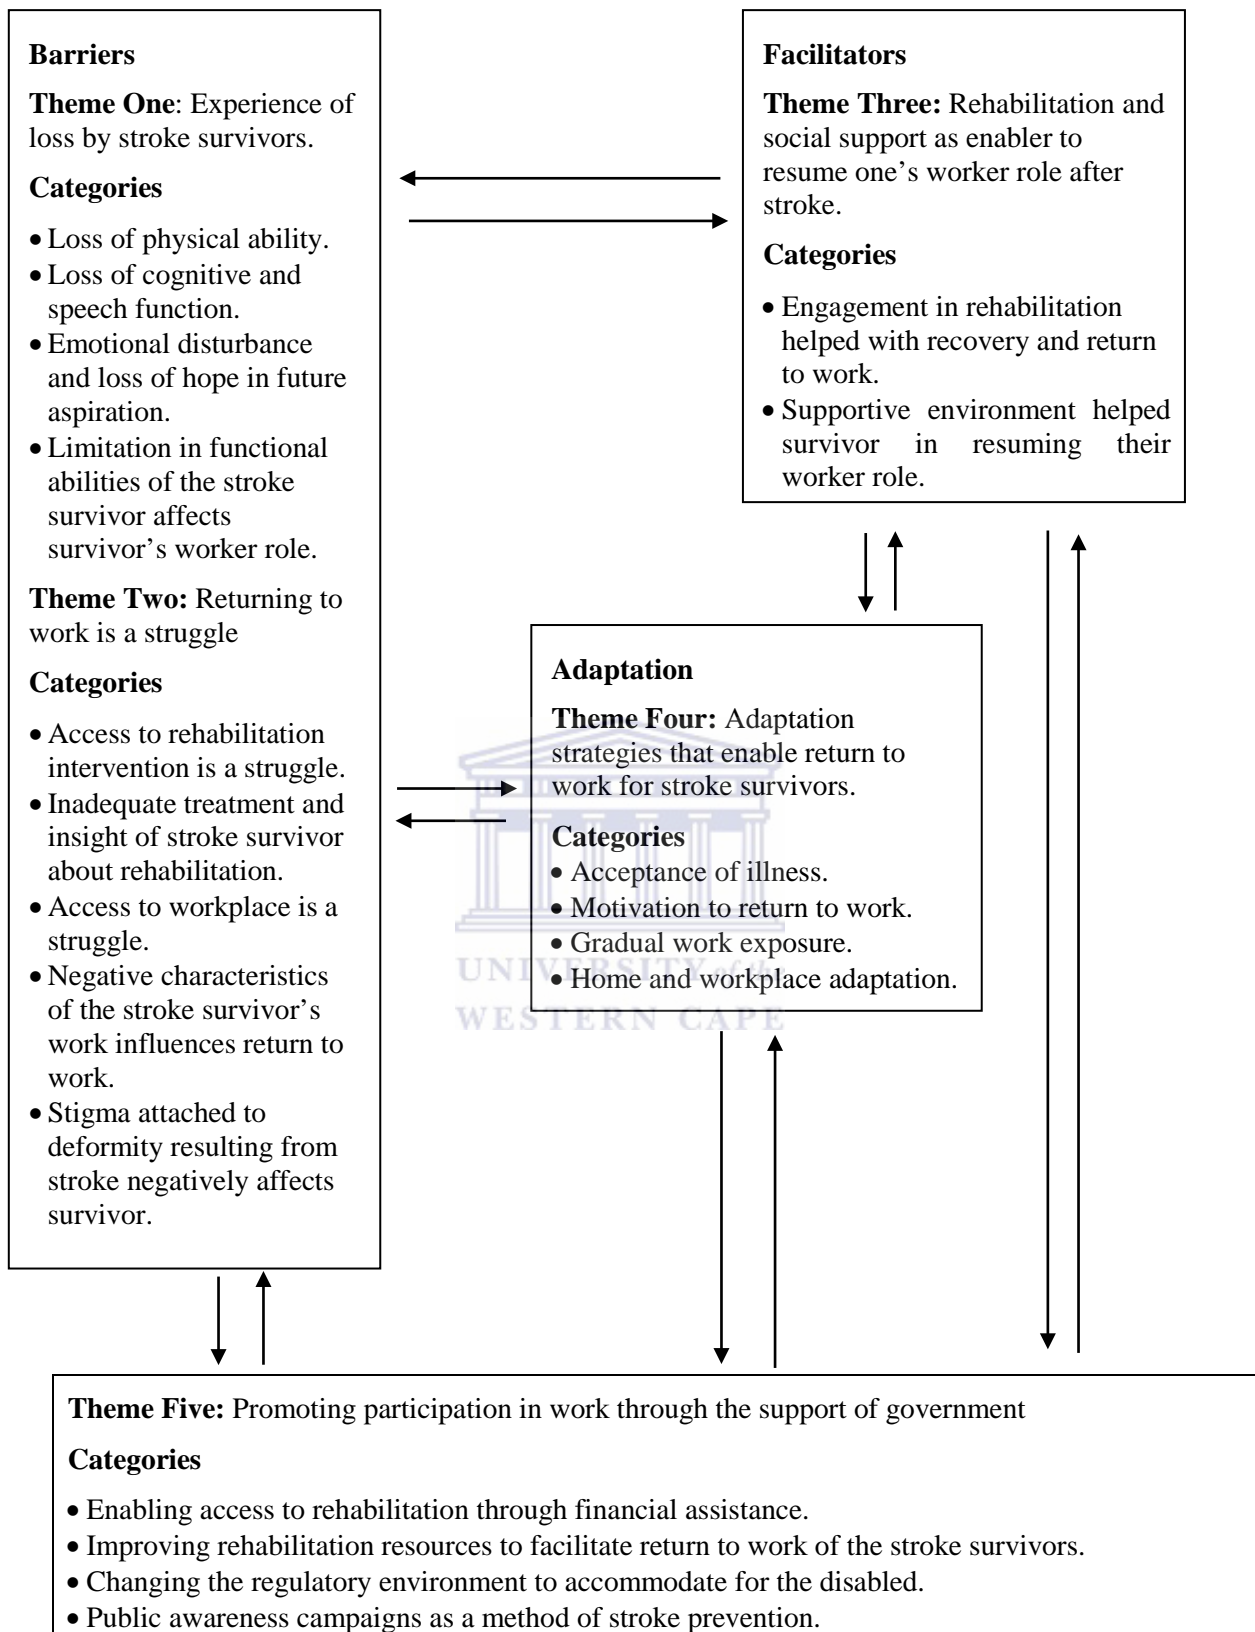 Barriers
Theme One: Experience of
loss by stroke survivors.
Categories
• Loss of physical ability.
• Loss of cognitive and
speech function.
• Emotional disturbance
and loss of hope in future
aspiration.
• Limitation in functional
abilities of the stroke
survivor affects
survivor’s worker role.
Theme Two: Returning to
work is a struggle
Categories
• Access to rehabilitation
intervention is a struggle.
• Inadequate treatment and
insight of stroke survivor
about rehabilitation.
• Access to workplace is a
struggle.
• Negative characteristics
of the stroke survivor’s
work influences return to
work.
• Stigma attached to
deformity resulting from
stroke negatively affects
survivor.
Facilitators
Theme Three: Rehabilitation and
social support as enabler to
resume one’s worker role after
stroke.
Categories
• Engagement in rehabilitation
helped with recovery and return
to work.
• Supportive environment helped
survivor in resuming their
worker role.
Adaptation
Theme Four: Adaptation
strategies that enable return to
work for stroke survivors.
Categories
• Acceptance of illness.
• Motivation to return to work.
• Gradual work exposure.
• Home and workplace adaptation.
UNIVERSITY of the
WESTERN CAPE
Theme Five: Promoting participation in work through the support of government
Categories
• Enabling access to rehabilitation through financial assistance.
• Improving rehabilitation resources to facilitate return to work of the stroke survivors.
• Changing the regulatory environment to accommodate for the disabled.
• Public awareness campaigns as a method of stroke prevention.